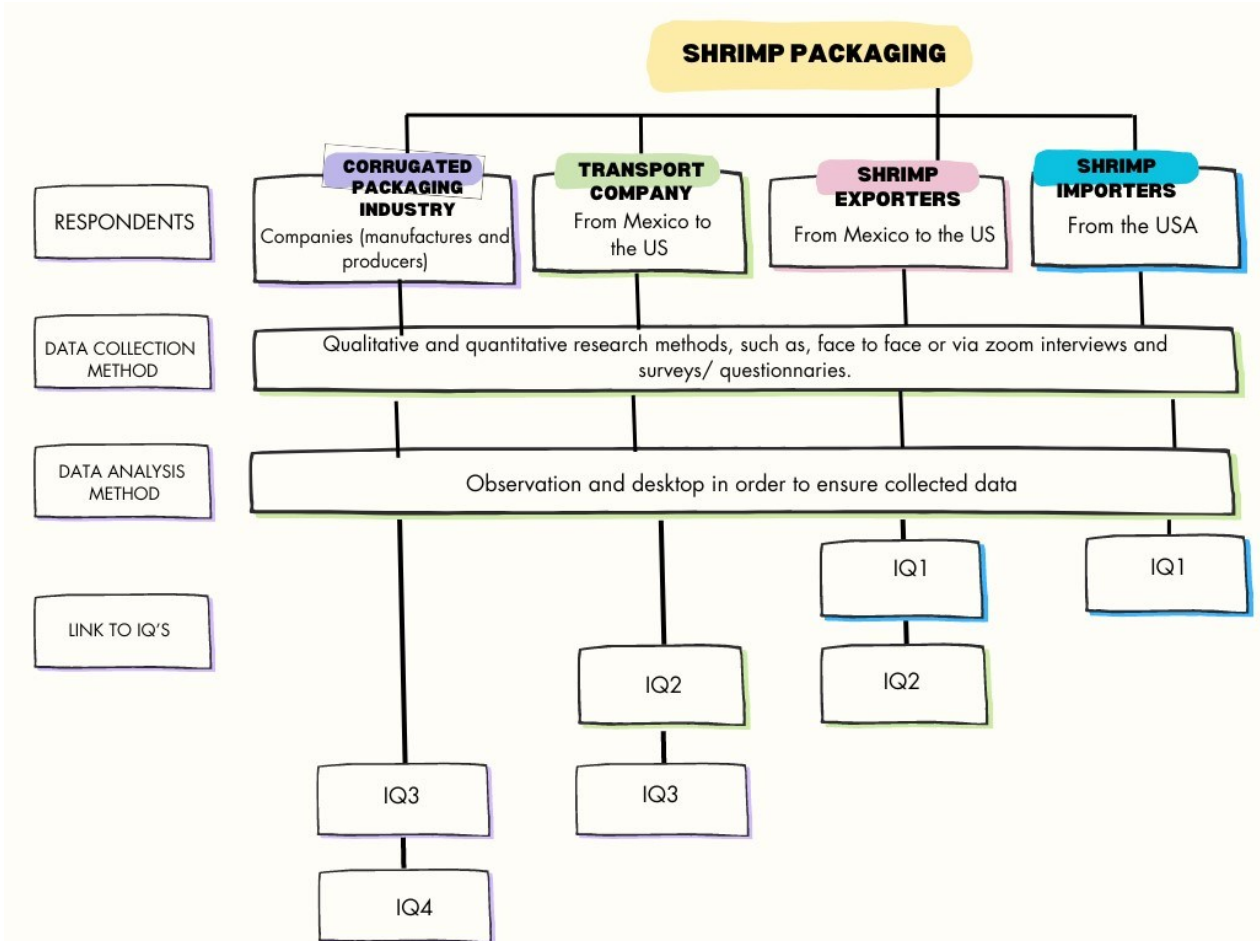 SHRIMP PACKAGING
RESPONDENTS
CORRUGATED
PACKAGING
INDUSTRY
Companies (manufactures and
producers)
TRANSPORT
COMPANY
From Mexico to
the US
SHRIMP
EXPORTERS
From Mexico to the US
SHRIMP
IMPORTERS
From the USA
DATA COLLECTION
METHOD
Qualitative and quantitative research methods, such as, face to face or via zoom interviews and
surveys/ questionnaries.
DATA ANALYSIS
METHOD
Observation and desktop in order to ensure collected data
LINK TO IQ'S
IQ1
IQ1
IQ2
IQ2
IQ3
IQ3
IQ4